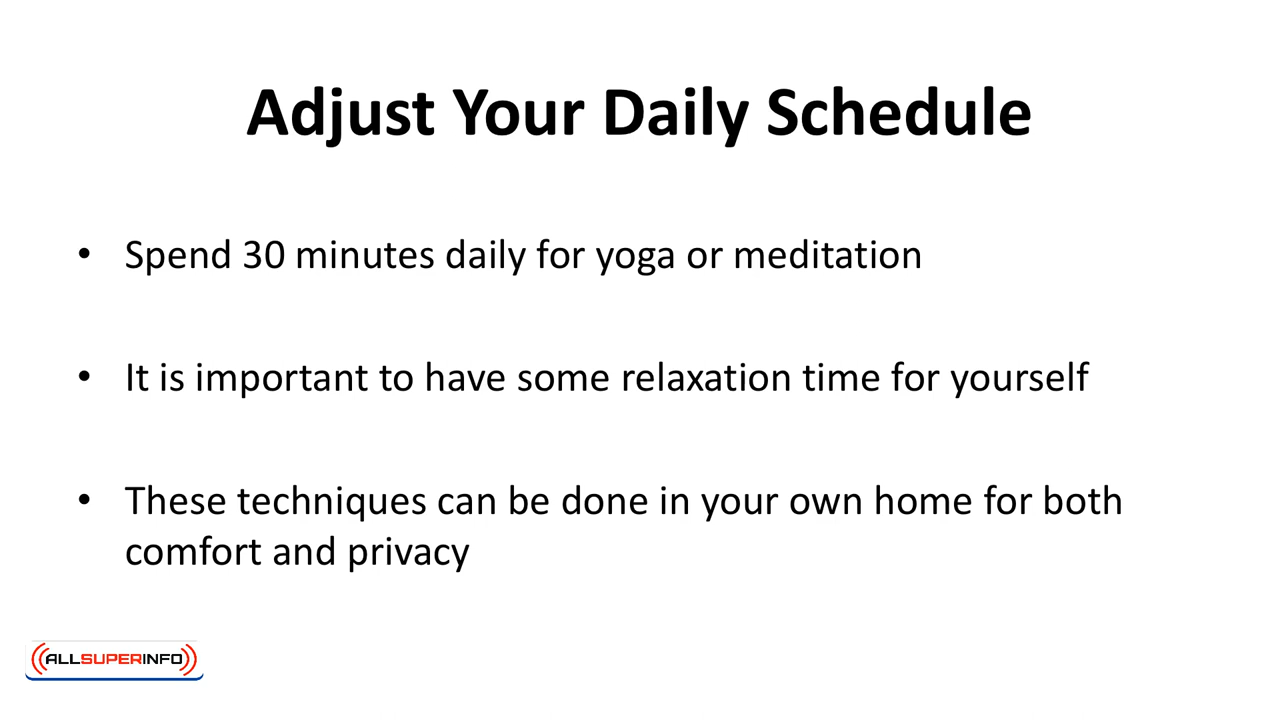 Adjust Your Daily Schedule
• Spend 30 minutes daily for yoga or meditation
• It is important to have some relaxation time for yourself
• These techniques can be done in your own home for both
comfort and privacy
ALLSUPERINFO